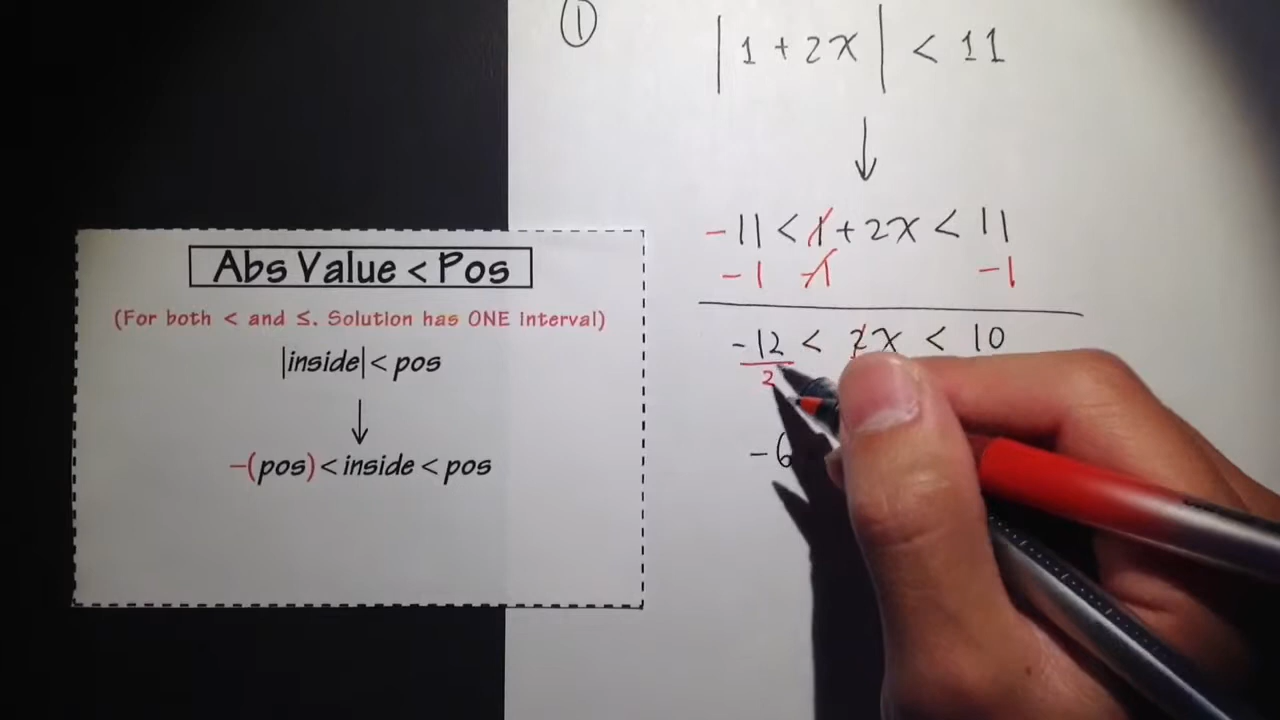 ①
|1 + 2x| < 11
↓
-11 < 1 + 2x < 11
-1 -1 -1
-12 < 2x < 10
2
-6
Abs Value < Pos
(For both < and ≤. Solution has ONE interval)
|inside| < pos
↓
-(pos) < inside < pos